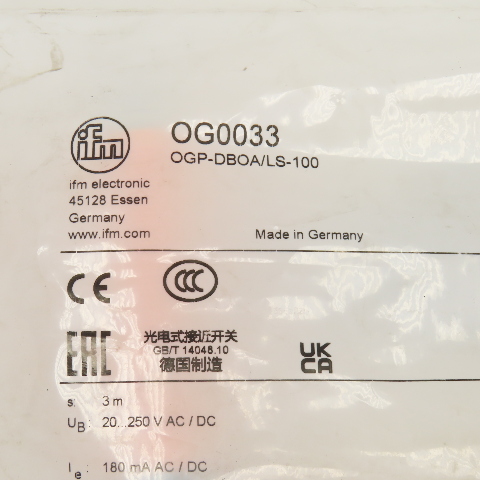 ifm
OG0033
OGP-DBOA/LS-100
ifm electronic
45128 Essen
Germany
www.ifm.com
Made in Germany
CE
CCC
EAC
光电式接近开关
GB/T 14048.10
德国制造
UK
CA
s: 3 m
UB: 20...250 V AC / DC
Ie: 180 mA AC / DC